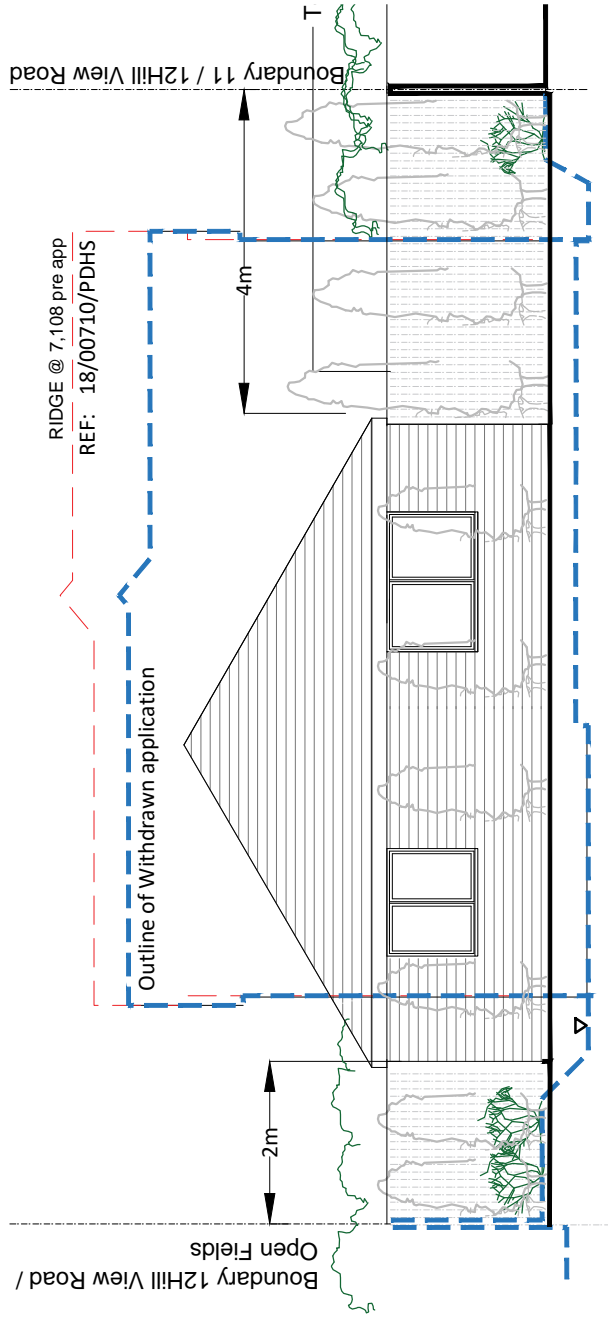 Boundary 12Hill View Road /
Open Fields
2m
Outline of Withdrawn application
RIDGE @ 7,108 pre app
REF: 18/00710/PDHS
4m
Boundary 11 / 12Hill View Road
T